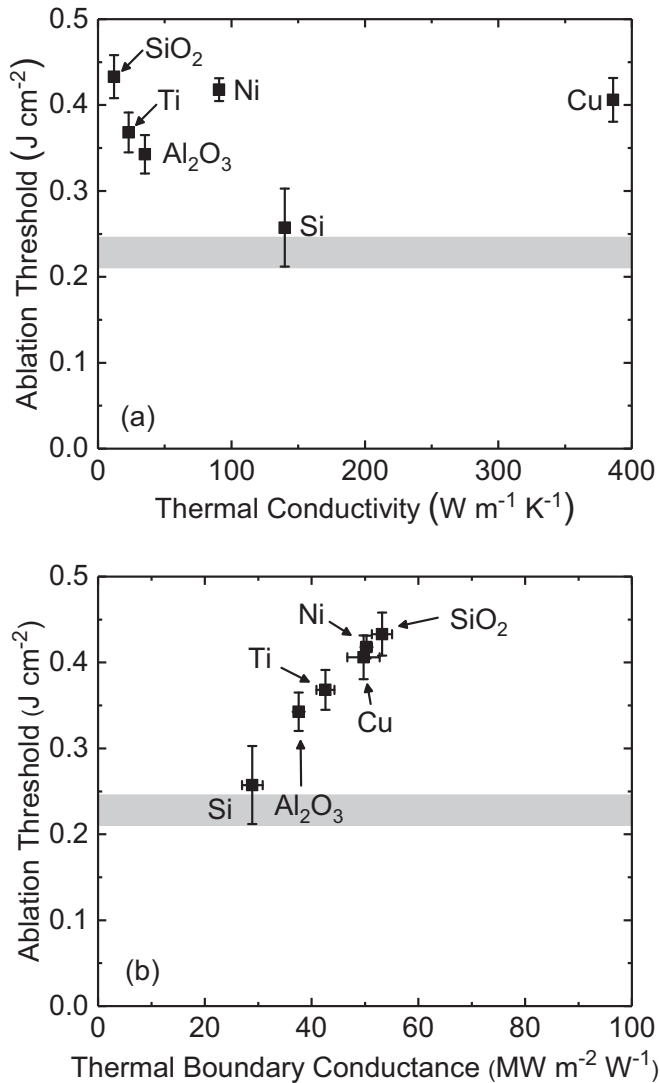 0.5
SiO₂
Ti
Ni
Cu
0.4
Al₂O₃
0.3
Si
0.2
0.1
(a)
0.0
0 100 200 300 400
Ablation Threshold (J cm⁻²)
Thermal Conductivity (W m⁻¹ K⁻¹)
0.5
Ni
SiO₂
0.4
Ti
Cu
0.3
Si
Al₂O₃
0.2
0.1
(b)
0.0
0 20 40 60 80 100
Ablation Threshold (J cm⁻²)
Thermal Boundary Conductance (MW m⁻² W⁻¹)